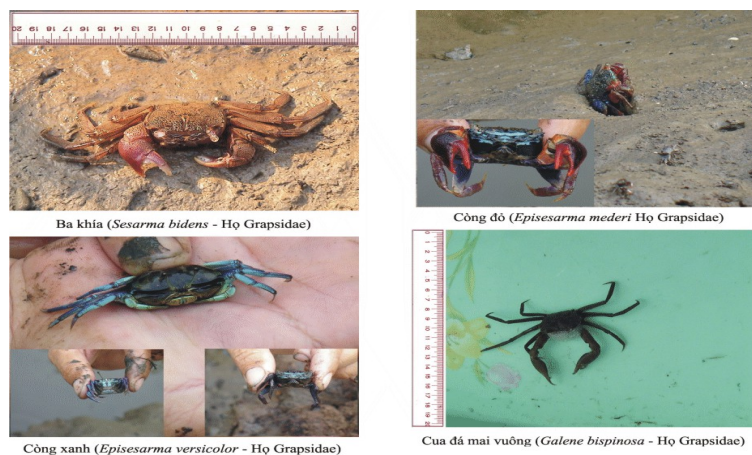 Ba khía (Sesarma bidens - Họ Grapsidae)
Còng đỏ (Episesarma mederi Họ Grapsidae)
Còng xanh (Episesarma versicolor - Họ Grapsidae)
Cua đá mai vuông (Galene bispinosa - Họ Grapsidae)